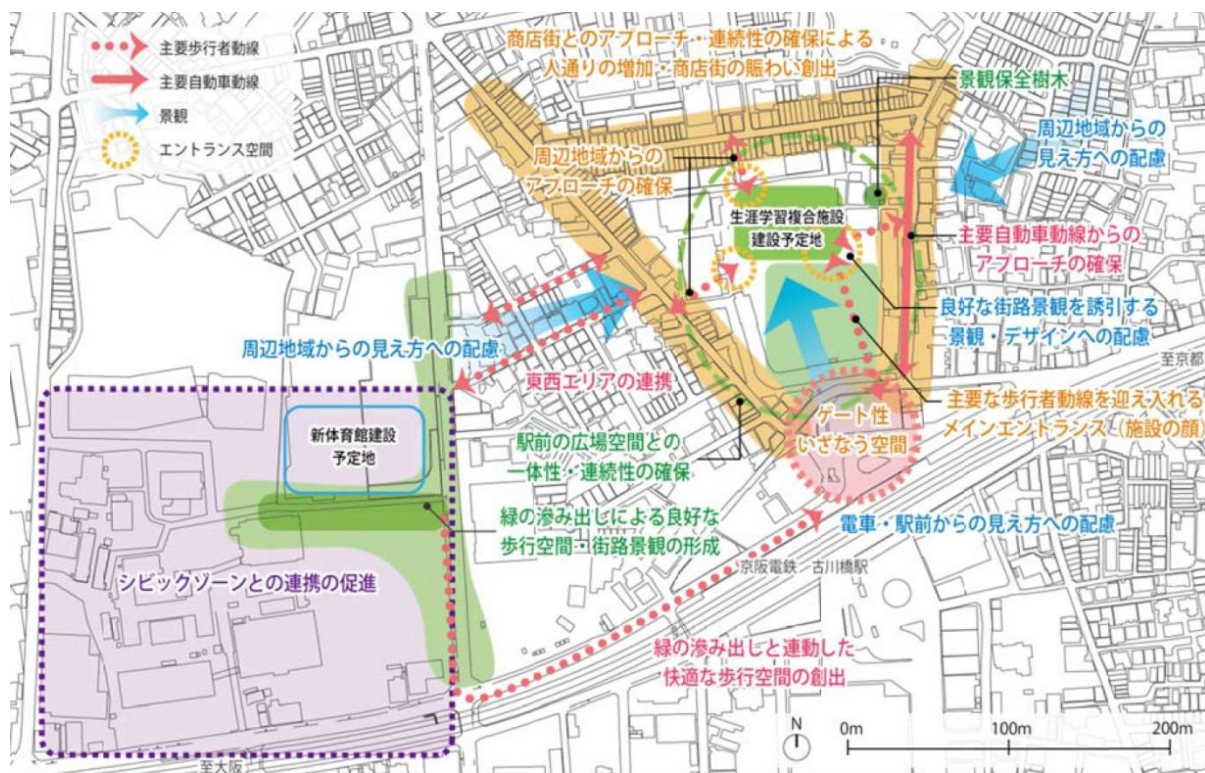 主要歩行者動線
主要自動車動線
景観
エントランス空間
商店街とのアプローチ・連続性の確保による
人通りの増加・商店街の賑わい創出
景観保全樹木
周辺地域からの
見え方への配慮
周辺地域からの
アプローチの確保
生涯学習複合施設
建設予定地
主要自動車動線からの
アプローチの確保
良好な街路景観を誘引する
景観・デザインへの配慮
至京都
周辺地域からの見え方への配慮
東西エリアの連携
主要な歩行者動線を迎え入れる
メインエントランス(施設の顔)
ゲート性
いざなう空間
新体育館建設
予定地
駅前の広場空間との
一体性・連続性の確保
緑の滲み出しによる良好な
歩行空間・街路景観の形成
電車・駅前からの見え方への配慮
京阪電鉄 古川橋駅
シビックゾーンとの連携の促進
緑の滲み出しと連動した
快適な歩行空間の創出
至大阪
N
0m 100m 200m